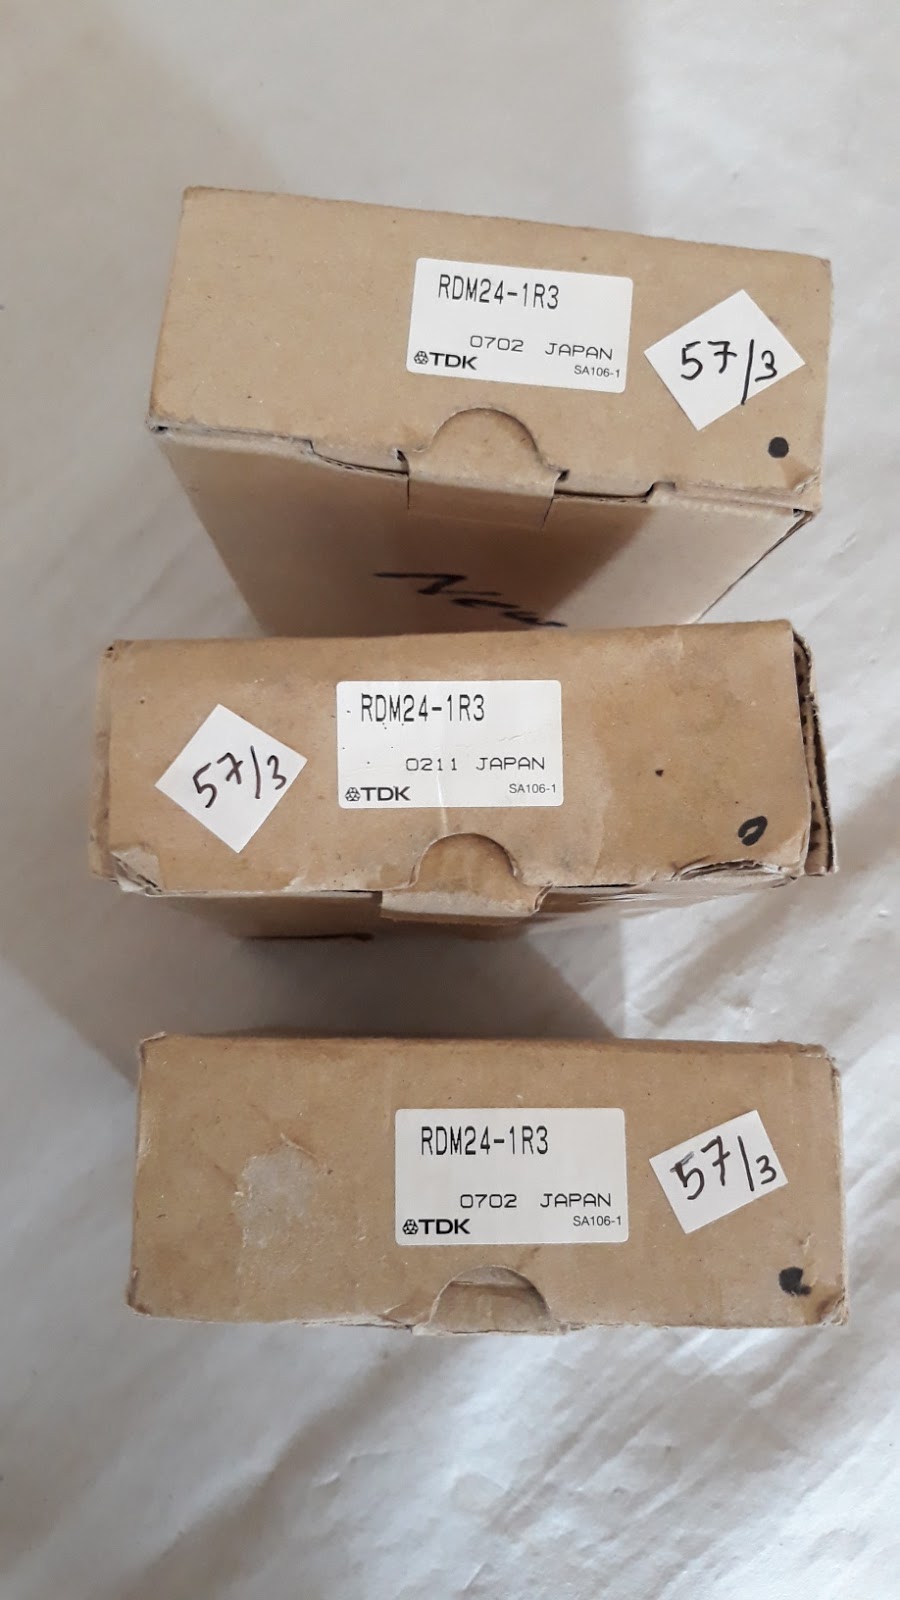 RDM24-1R3
0702 JAPAN
TDK
SA106-1
57/3
New
RDM24-1R3
0211 JAPAN
TDK
SA106-1
57/3
RDM24-1R3
0702 JAPAN
TDK
SA106-1
57/3